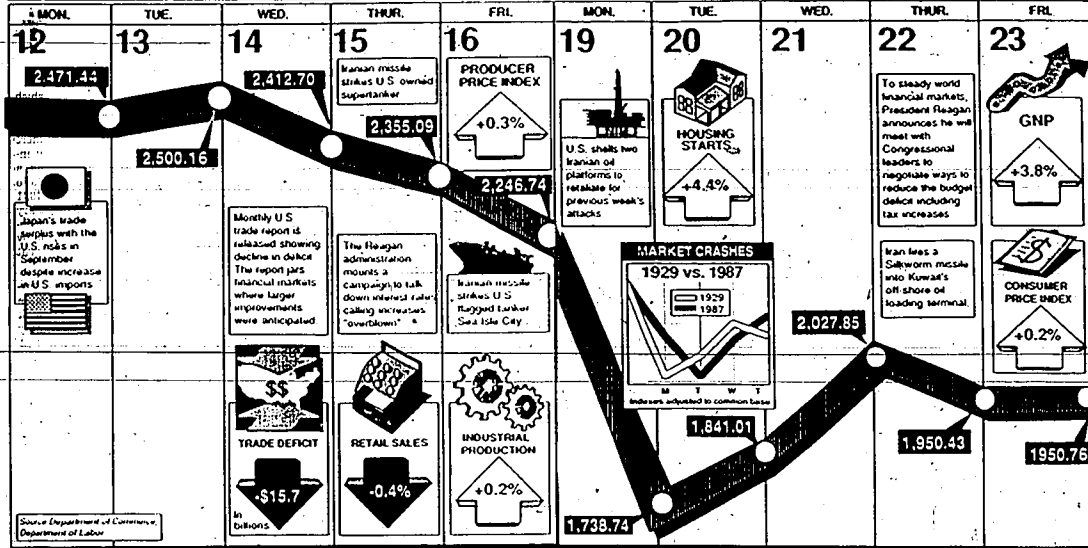 MON.
TUE.
WED.
THUR.
FRI.
MON.
TUE.
WED.
THUR.
FRI.
12
13
14
15
16
19
20
21
22
23
2,471.44
2,500.16
2,412.70
2,355.09
2,246.74
1,738.74
1,841.01
2,027.85
1,950.43
1950.76
Japan's trade
surplus with the
U.S. rises in
September
despite increase
in U.S. imports
Monthly U S
trade report is
released showing
decline in deficit
The report jars
financial markets
where larger
improvements
were anticipated
$$
TRADE DEFICIT
-$15.7
In
billions
Iranian missile
strikes U.S. owned
supertanker
The Reagan
administration
mounts a
campaign to talk
down interest rates
calling increases
"overblown"
RETAIL SALES
-0.4%
PRODUCER
PRICE INDEX
+0.3%
Iranian missile
strikes U S
flagged tanker
Sea Isle City
INDUSTRIAL
PRODUCTION
+0.2%
U.S. shells two
Iranian oil
platforms to
retaliate for
previous week's
attacks
HOUSING
STARTS
+4.4%
MARKET CRASHES
1929 vs. 1987
1929
1987
M T W T
Indexes adjusted to common base
To steady world
financial markets,
President Reagan
announces he will
meet with
Congressional
leaders to
negotiate ways to
reduce the budget
deficit including
tax increases
Iran fires a
Silkworm missile
into Kuwait's
off-shore oil
loading terminal.
GNP
+3.8%
$
CONSUMER
PRICE INDEX
+0.2%
Source Department of Commerce,
Department of Labor